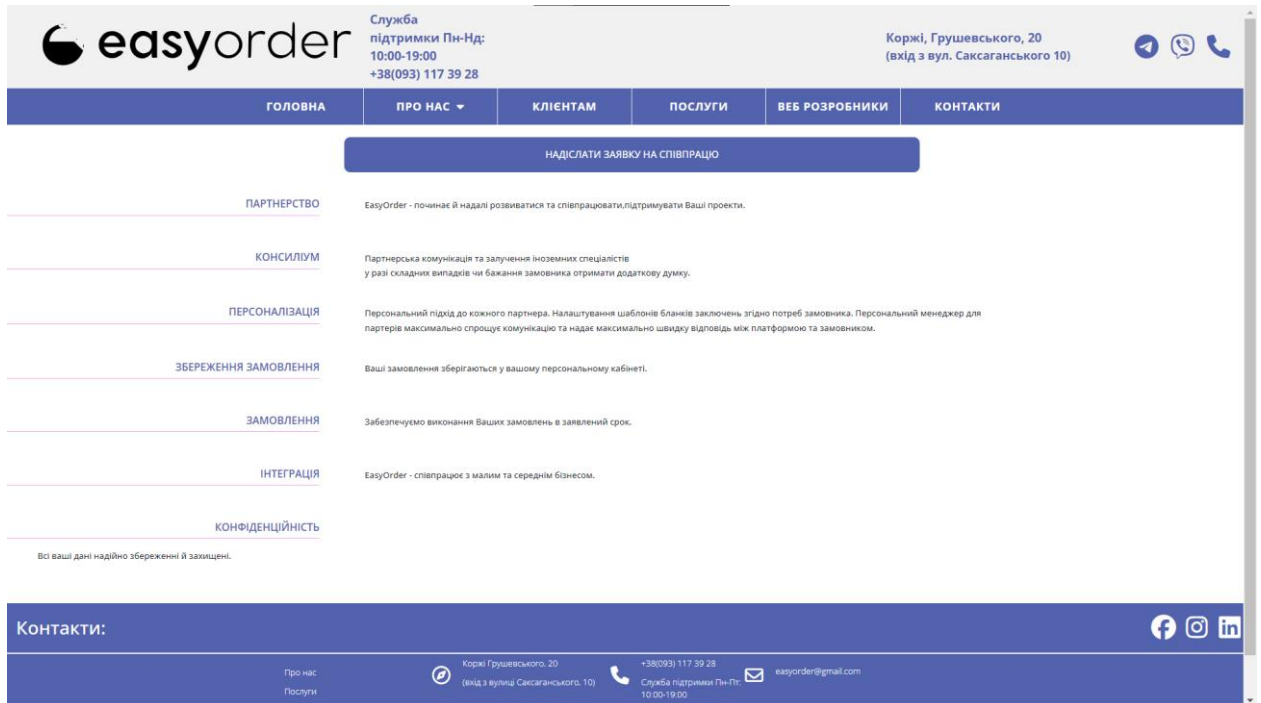 easyorder
Служба
підтримки Пн-Нд:
10:00-19:00
+38(093) 117 39 28
Коржі, Грушевського, 20
(вхід з вул. Саксаганського 10)
ГОЛОВНА
ПРО НАС
КЛІЄНТАМ
ПОСЛУГИ
ВЕБ РОЗРОБНИКИ
КОНТАКТИ
НАДІСЛАТИ ЗАЯВКУ НА СПІВПРАЦЮ
ПАРТНЕРСТВО
EasyOrder - починає й надалі розвиватися та співпрацювати,підтримувати Ваші проекти.
КОНСИЛІУМ
Партнерська комунікація та залучення іноземних спеціалістів
у разі складних випадків чи бажання замовника отримати додаткову думку.
ПЕРСОНАЛІЗАЦІЯ
Персональний підхід до кожного партнера. Налаштування шаблонів бланків заключень згідно потреб замовника. Персональний менеджер для
партерів максимально спрощує комунікацію та надає максимально швидку відповідь між платформою та замовником.
ЗБЕРЕЖЕННЯ ЗАМОВЛЕННЯ
Ваші замовлення зберігаються у вашому персональному кабінеті.
ЗАМОВЛЕННЯ
Забезпечуємо виконання Ваших замовлень в заявлений срок.
ІНТЕГРАЦІЯ
EasyOrder - співпрацює з малим та середнім бізнесом.
КОНФІДЕНЦІЙНІСТЬ
Всі ваші дані надійно збереженні й захищені.
Контакти:
Про нас
Послуги
Коржі Грушевського, 20
(вхід з вулиці Саксаганського, 10)
+38(093) 117 39 28
Служба підтримки Пн-Пт:
10:00-19:00
easyorder@gmail.com